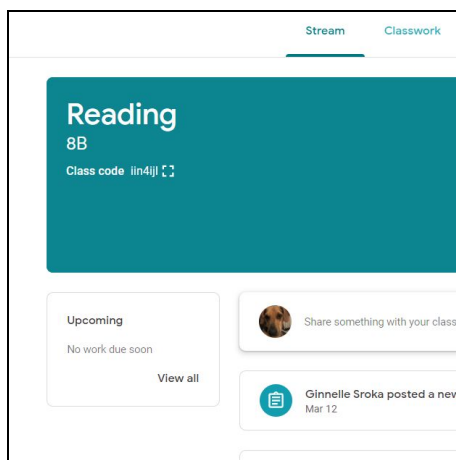 Stream Classwork
Reading
8B
Class code iin4ijl
Upcoming
No work due soon
View all
Share something with your class
Ginnelle Sroka posted a new
Mar 12